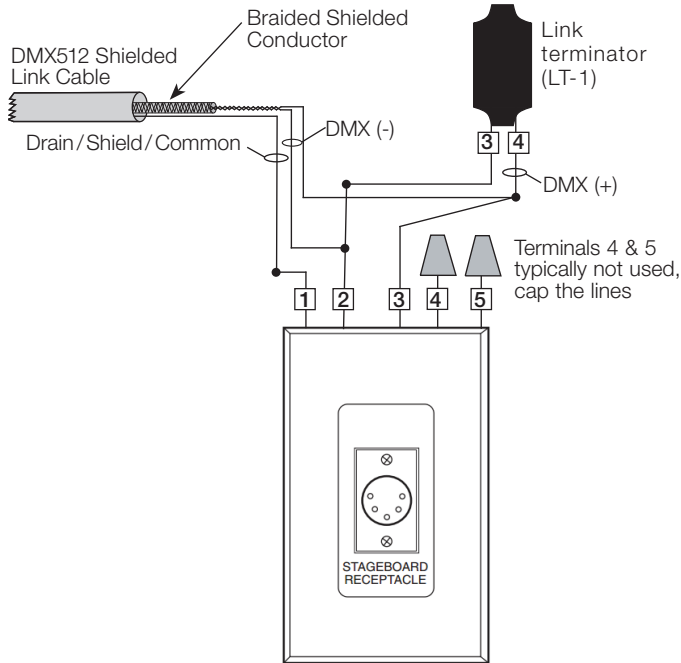 DMX512 Shielded
Link Cable
Braided Shielded
Conductor
Link
terminator
(LT-1)
Drain/Shield/Common
DMX (-)
3 4
DMX (+)
Terminals 4 & 5
typically not used,
cap the lines
1 2 3 4 5
STAGEBOARD
RECEPTACLE